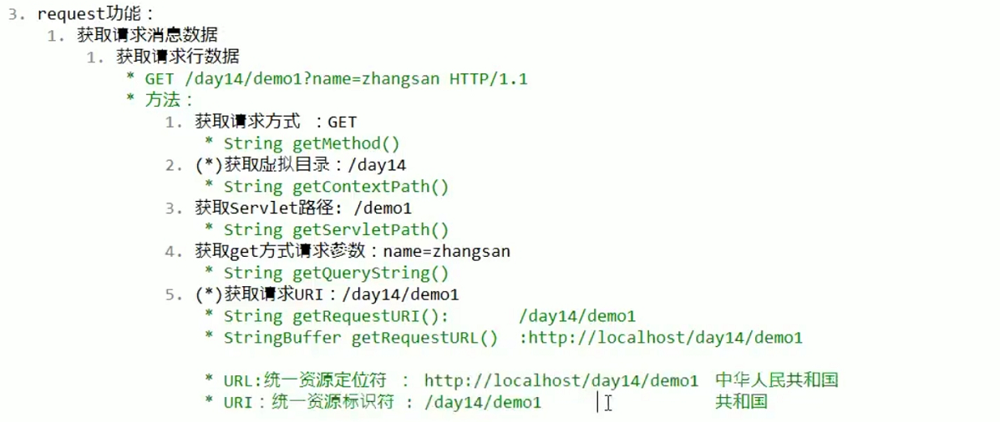 3. request功能：
1. 获取请求消息数据
1. 获取请求行数据
* GET /day14/demo1?name=zhangsan HTTP/1.1
* 方法：
1. 获取请求方式 ：GET
* String getMethod()
2. (*)获取虚拟目录：/day14
* String getContextPath()
3. 获取Servlet路径: /demo1
* String getServletPath()
4. 获取get方式请求参数：name=zhangsan
* String getQueryString()
5. (*)获取请求URI：/day14/demo1
* String getRequestURI(): /day14/demo1
* StringBuffer getRequestURL() :http://localhost/day14/demo1
* URL:统一资源定位符 ： http://localhost/day14/demo1 中华人民共和国
* URI：统一资源标识符 : /day14/demo1 共和国